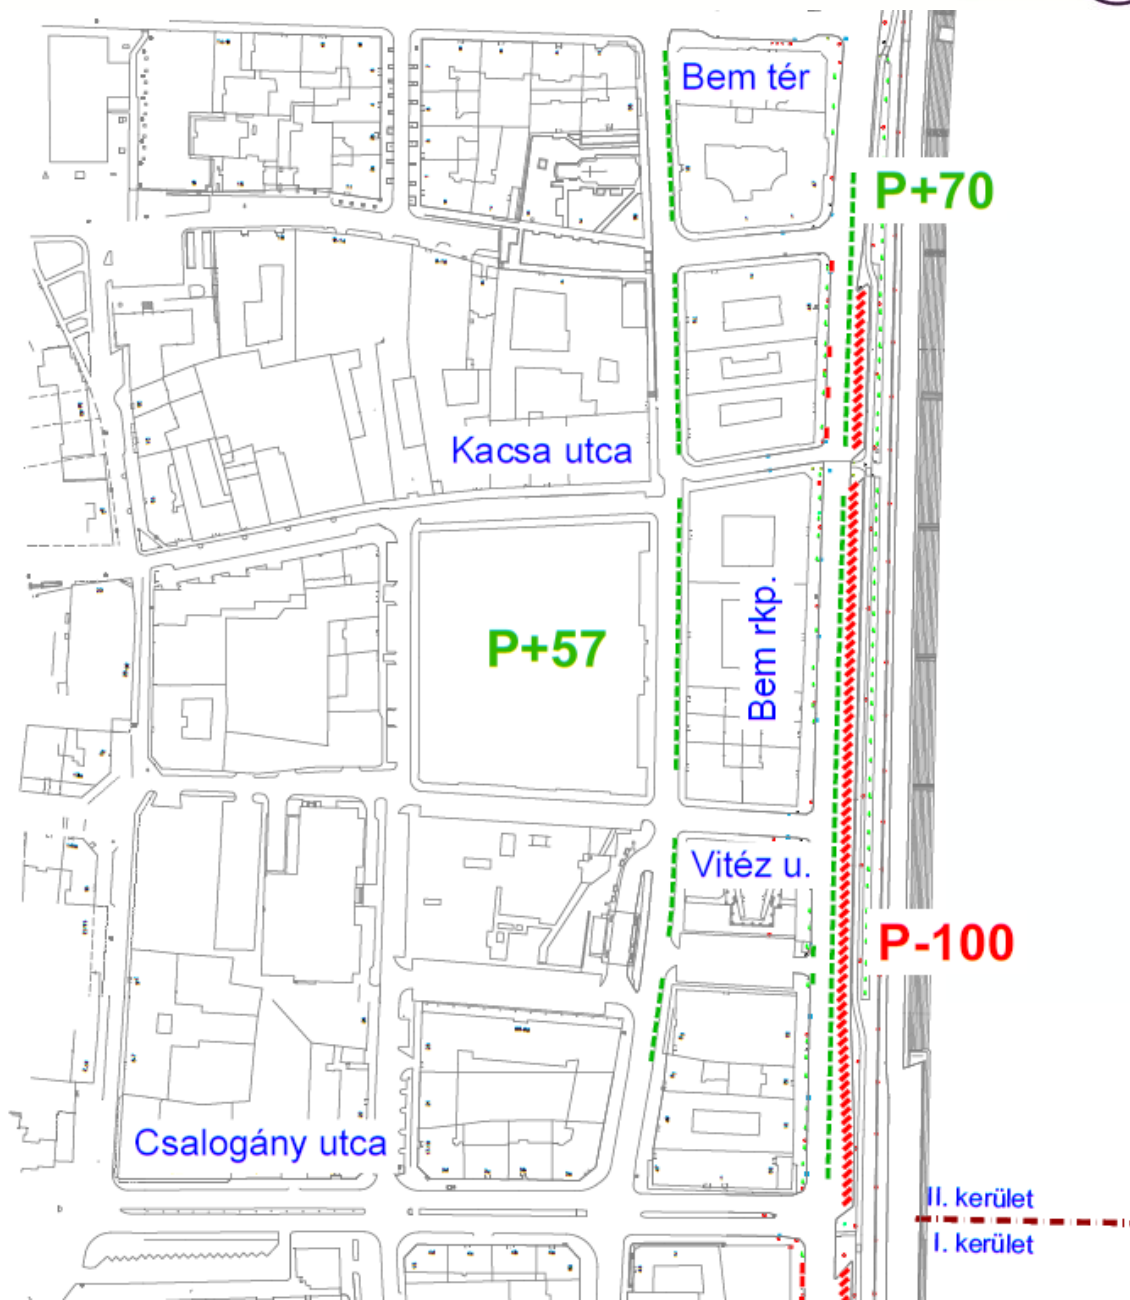 Bem tér
P+70
Kacsa utca
P+57
Bem rkp.
Vitéz u.
P-100
Csalogány utca
II. kerület
I. kerület